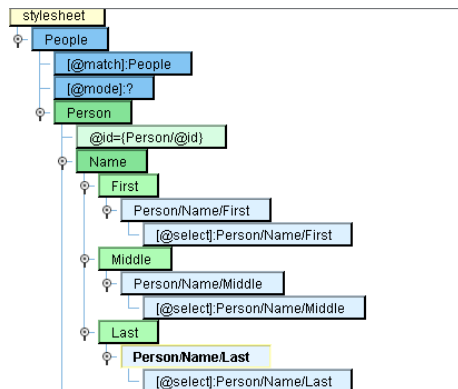 stylesheet
People
[@match]:People
[@mode]:?
Person
@id={Person/@id}
Name
First
Person/Name/First
[@select]:Person/Name/First
Middle
Person/Name/Middle
[@select]:Person/Name/Middle
Last
Person/Name/Last
[@select]:Person/Name/Last